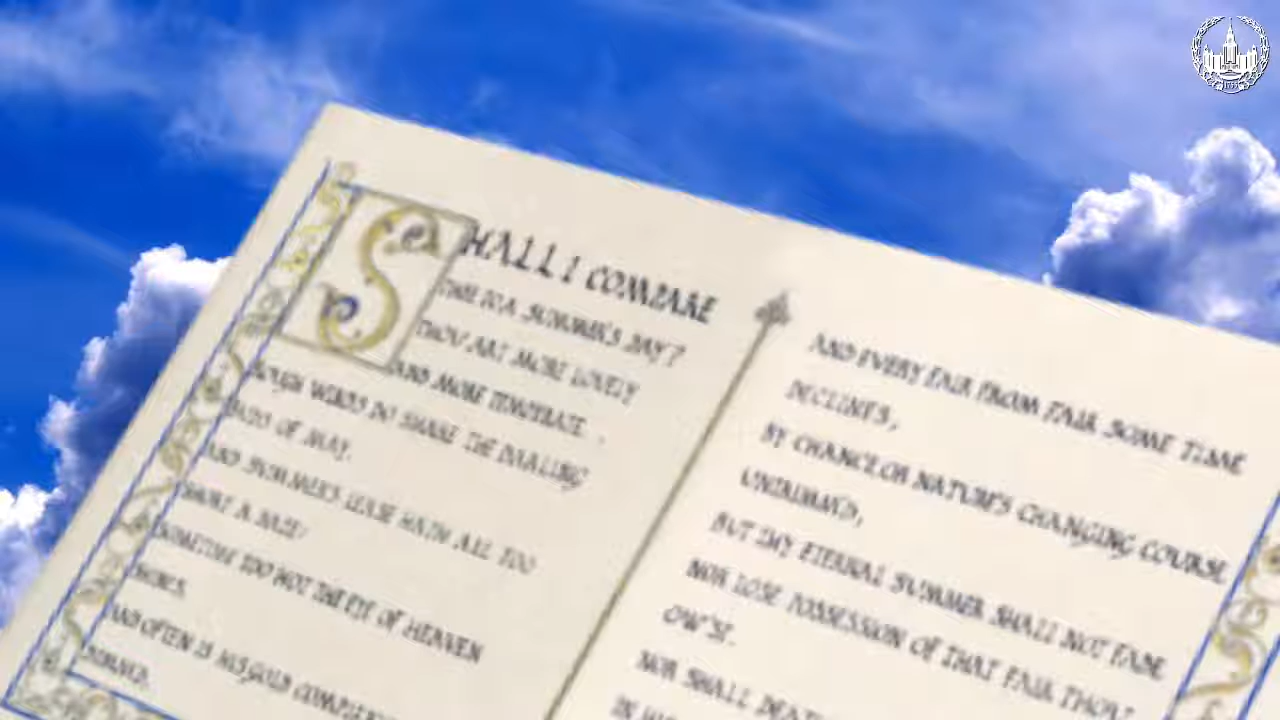 SHALL I COMPARE
THEE TO A SUMMER'S DAY?
THOU ART MORE LOVELY
AND MORE TEMPERATE.
ROUGH WINDS DO SHAKE THE DARLING
BUDS OF MAY,
AND SUMMER'S LEASE HATH ALL TOO
SHORT A DATE:
SOMETIME TOO HOT THE EYE OF HEAVEN
SHINES,
AND OFTEN IS HIS GOLD COMPLEXION
DIMM'D,
AND EVERY FAIR FROM FAIR SOME TIME
DECLINES,
BY CHANCE OR NATURE'S CHANGING COURSE
UNTRIMM'D,
BUT THY ETERNAL SUMMER SHALL NOT FADE
NOR LOSE POSSESSION OF THAT FAIR THOU
OW'ST.
NOR SHALL DEATH